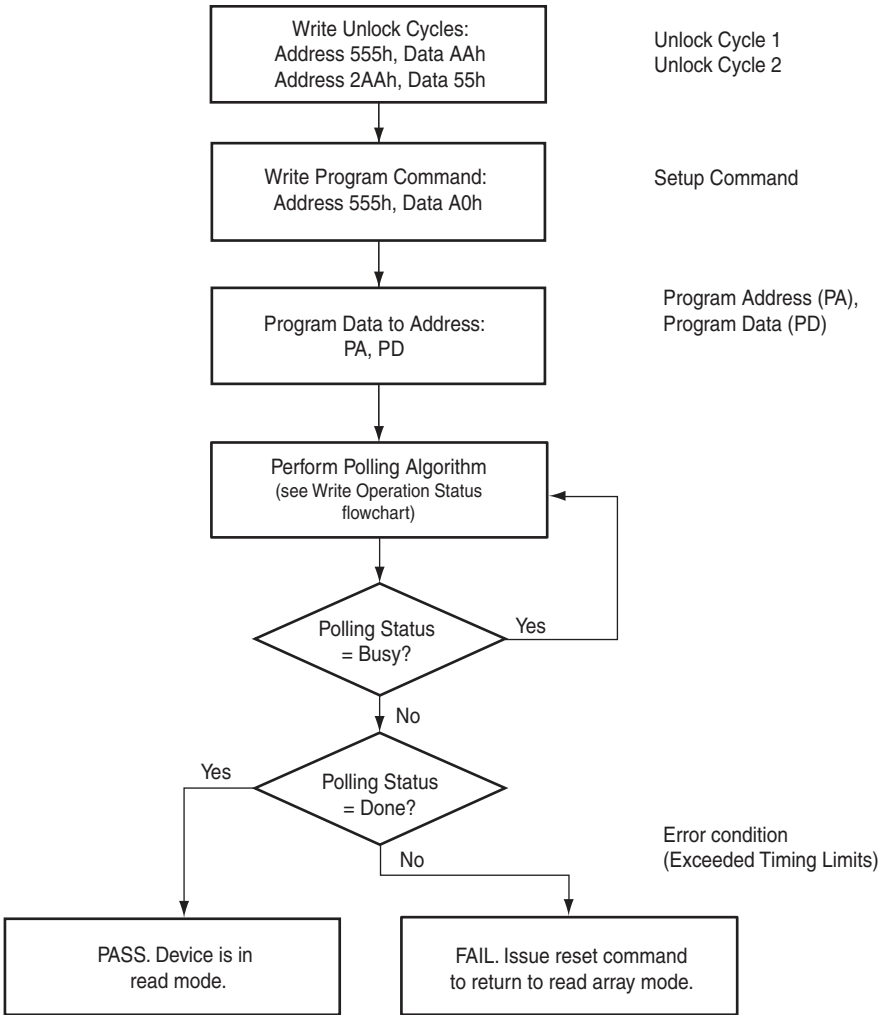 Write Unlock Cycles:
Address 555h, Data AAh
Address 2AAh, Data 55h
Unlock Cycle 1
Unlock Cycle 2
Write Program Command:
Address 555h, Data A0h
Setup Command
Program Data to Address:
PA, PD
Program Address (PA),
Program Data (PD)
Perform Polling Algorithm
(see Write Operation Status
flowchart)
Polling Status
= Busy?
Yes
No
Polling Status
= Done?
Yes
No
Error condition
(Exceeded Timing Limits)
PASS. Device is in
read mode.
FAIL. Issue reset command
to return to read array mode.